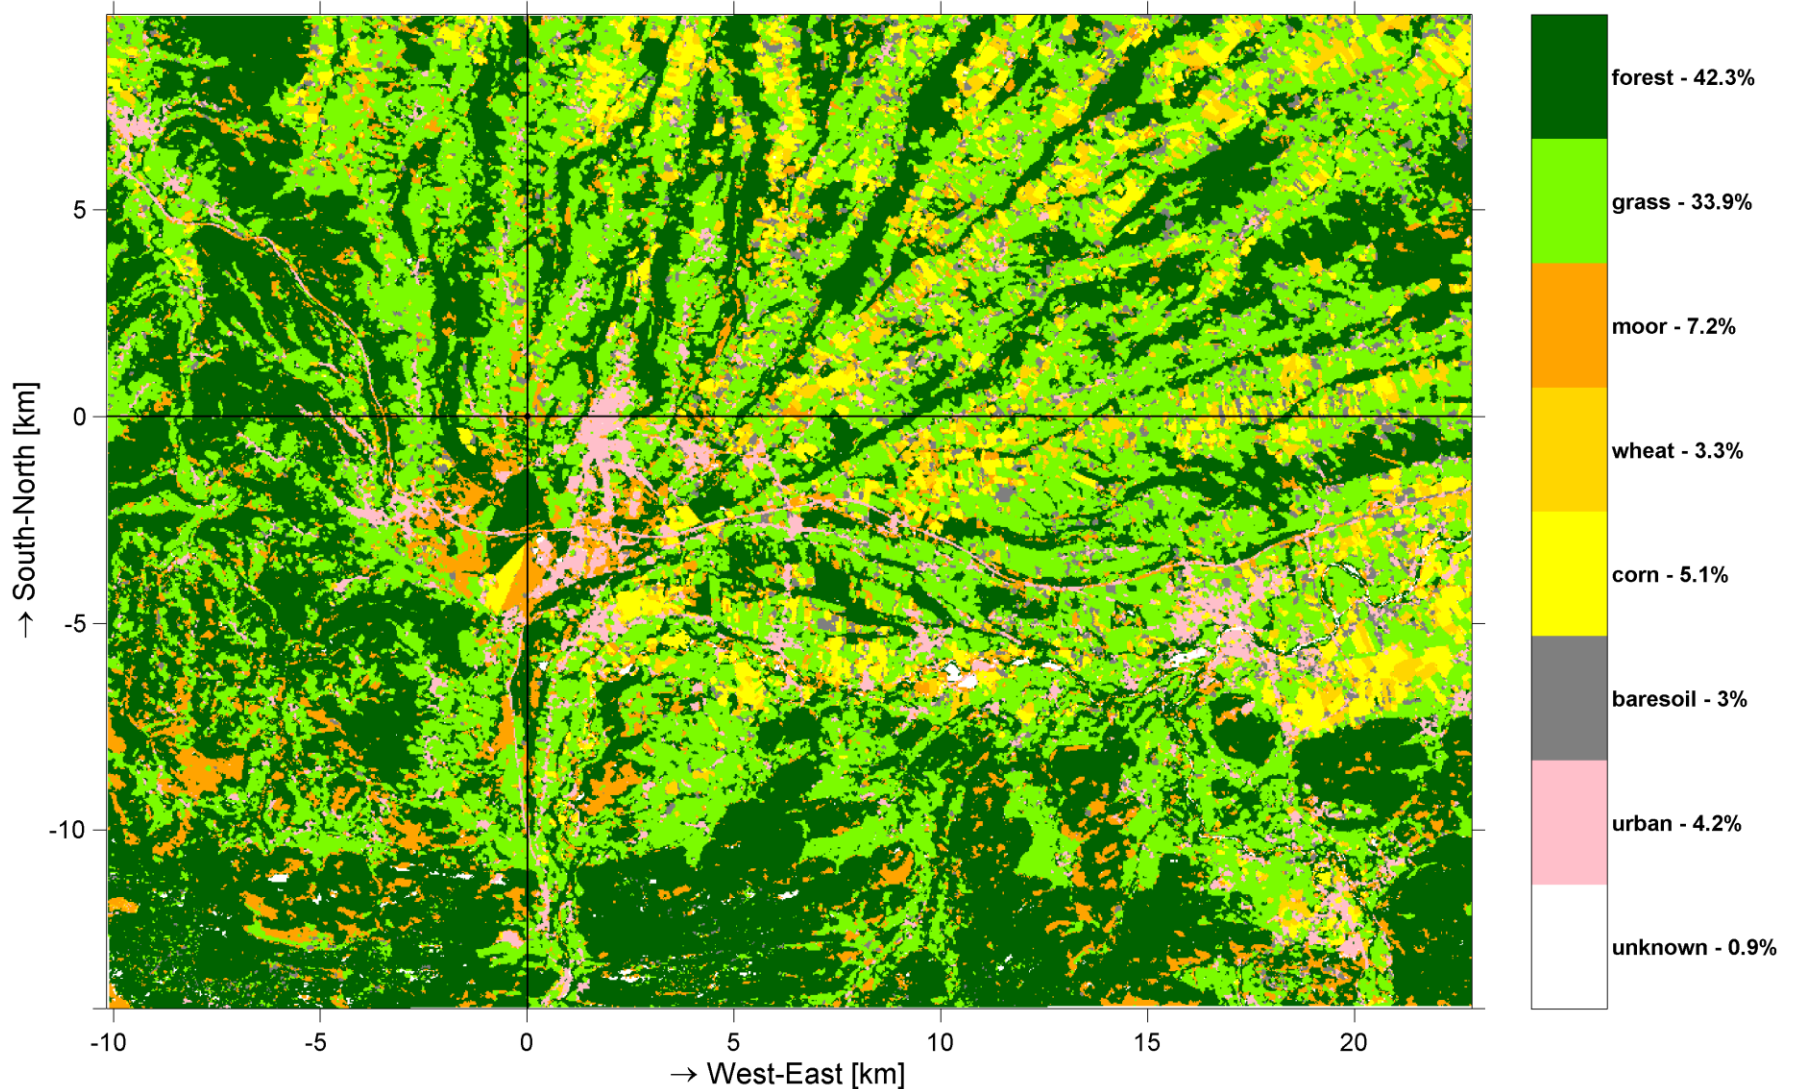 forest - 42.3%
grass - 33.9%
moor - 7.2%
wheat - 3.3%
corn - 5.1%
baresoil - 3%
urban - 4.2%
unknown - 0.9%
→ South-North [km]
5
0
-5
-10
-10 -5 0 5 10 15 20
→ West-East [km]